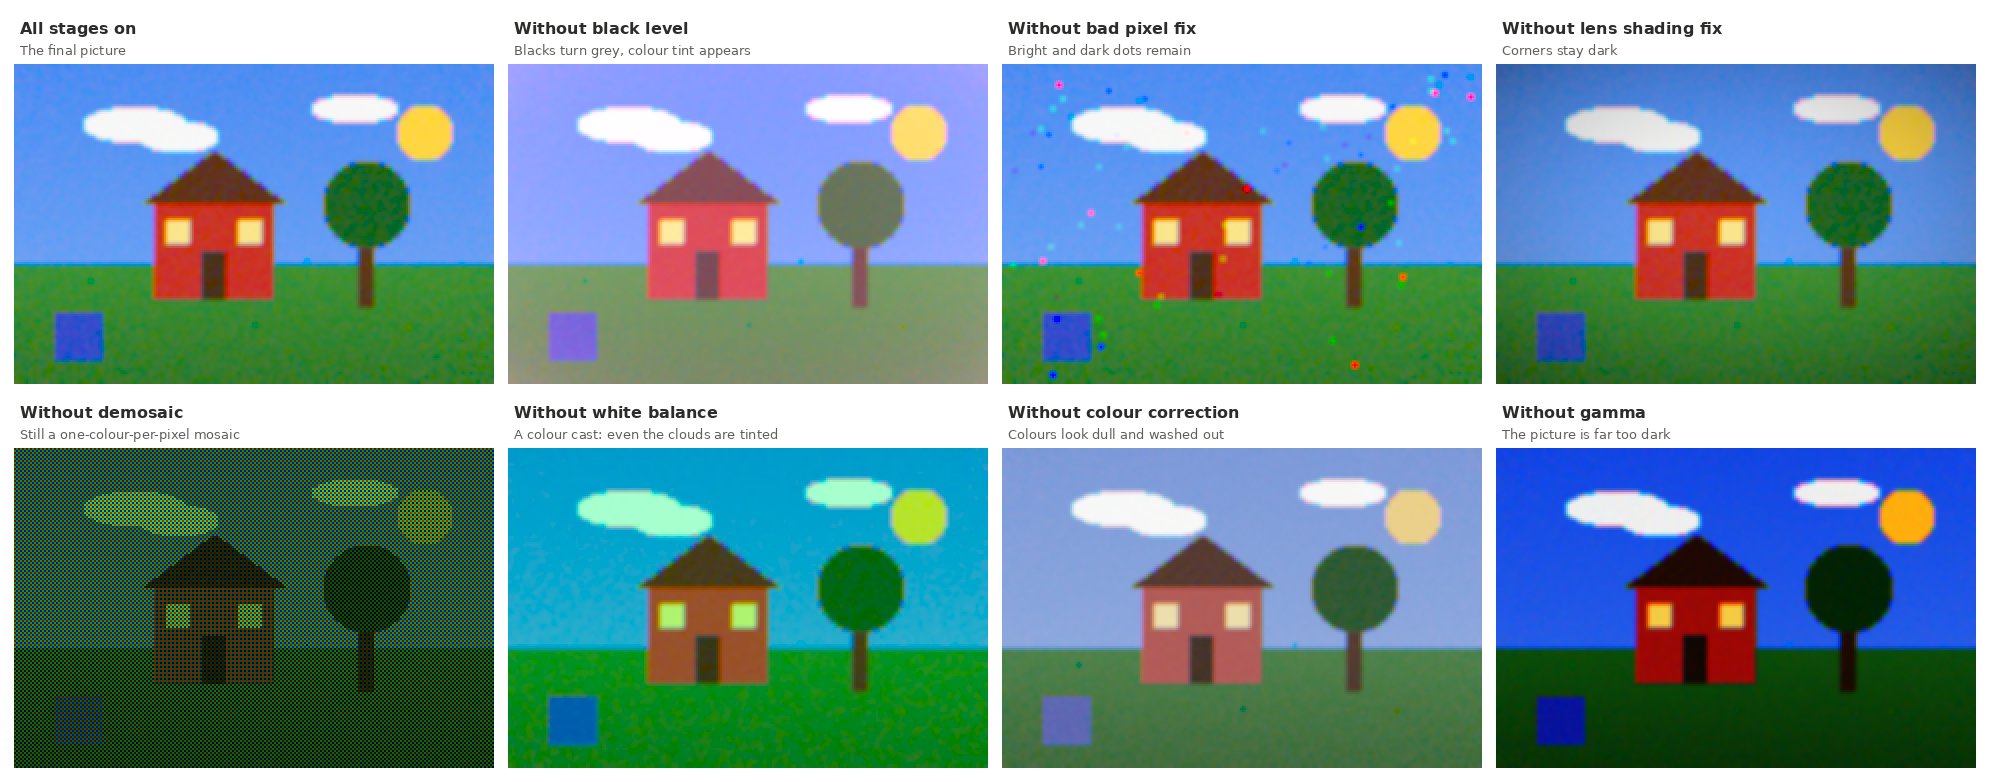 All stages on
The final picture
Without black level
Blacks turn grey, colour tint appears
Without bad pixel fix
Bright and dark dots remain
Without lens shading fix
Corners stay dark
Without demosaic
Still a one-colour-per-pixel mosaic
Without white balance
A colour cast: even the clouds are tinted
Without colour correction
Colours look dull and washed out
Without gamma
The picture is far too dark